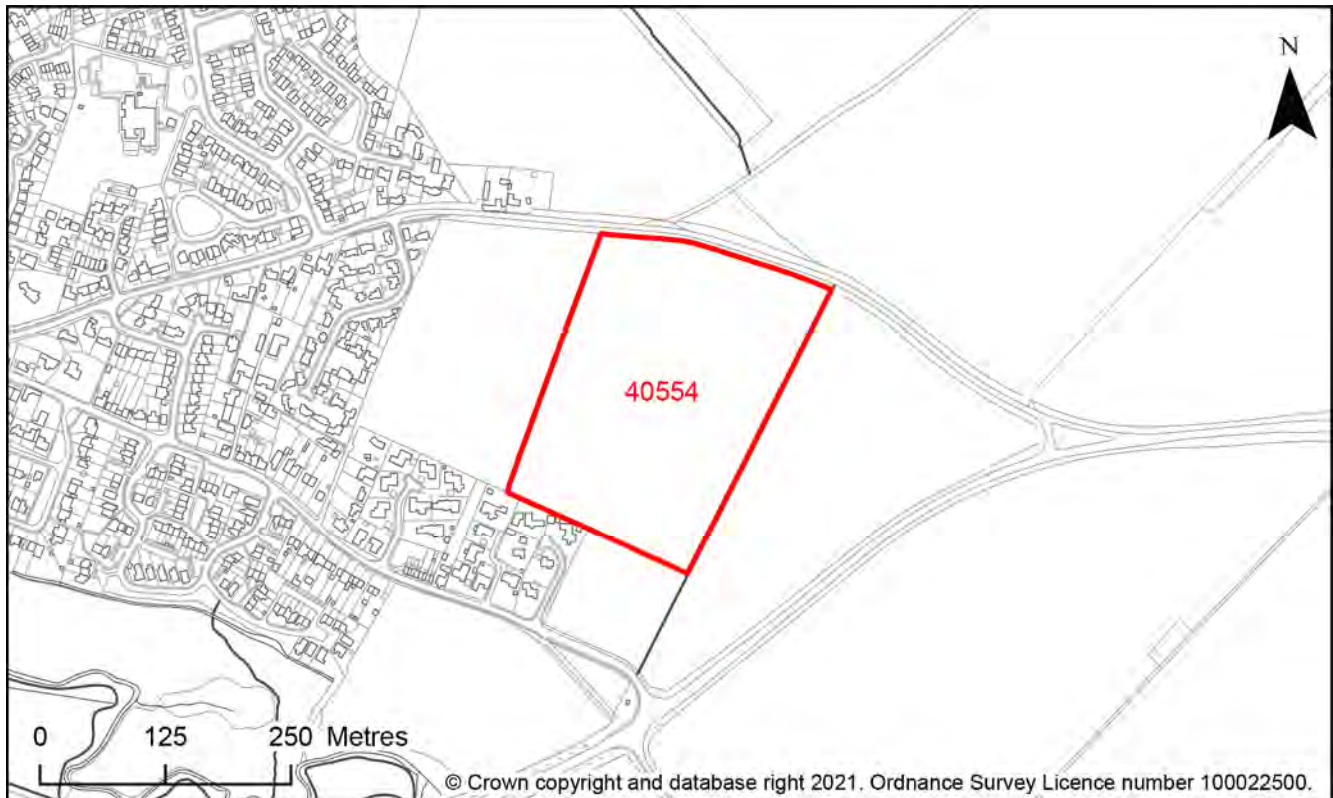 N
40554
0 125 250 Metres
© Crown copyright and database right 2021. Ordnance Survey Licence number 100022500.